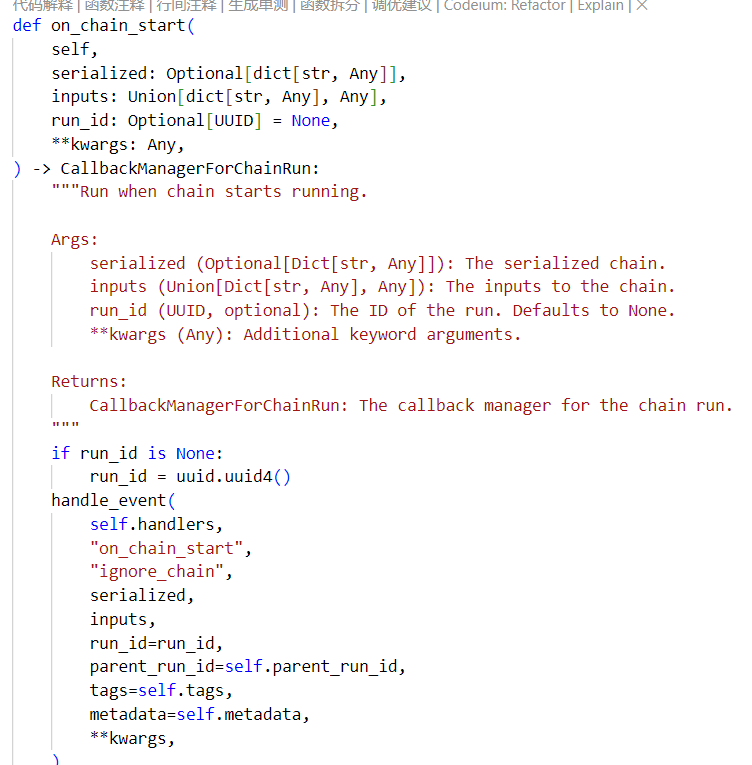 代码解释 | 函数注释 | 行间注释 | 生成单测 | 函数拆分 | 调优建议 | Codeium: Refactor | Explain | ×
def on_chain_start(
    self,
    serialized: Optional[dict[str, Any]],
    inputs: Union[dict[str, Any], Any],
    run_id: Optional[UUID] = None,
    **kwargs: Any,
) -> CallbackManagerForChainRun:
    """Run when chain starts running.

    Args:
        serialized (Optional[Dict[str, Any]]): The serialized chain.
        inputs (Union[Dict[str, Any], Any]): The inputs to the chain.
        run_id (UUID, optional): The ID of the run. Defaults to None.
        **kwargs (Any): Additional keyword arguments.

    Returns:
        CallbackManagerForChainRun: The callback manager for the chain run.
    """
    if run_id is None:
        run_id = uuid.uuid4()
    handle_event(
        self.handlers,
        "on_chain_start",
        "ignore_chain",
        serialized,
        inputs,
        run_id=run_id,
        parent_run_id=self.parent_run_id,
        tags=self.tags,
        metadata=self.metadata,
        **kwargs,
    )